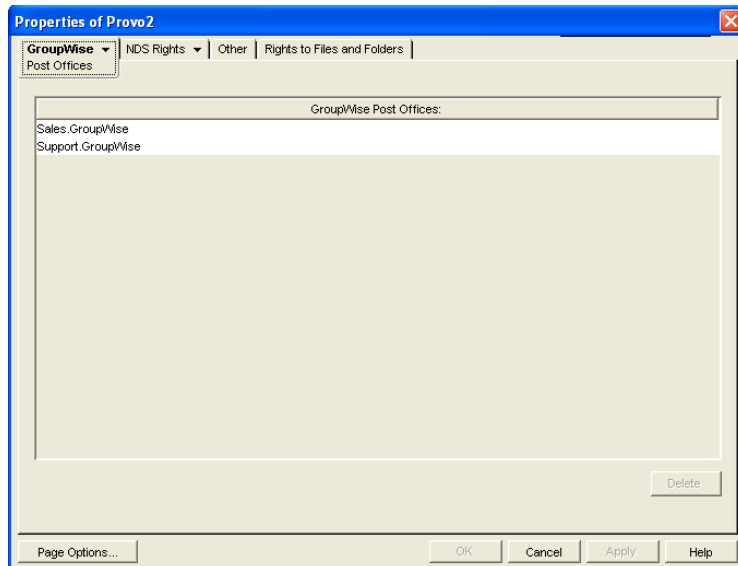 Properties of Provo2
GroupWise NDS Rights Other Rights to Files and Folders
Post Offices
GroupWise Post Offices:
Sales.GroupWise
Support.GroupWise
Delete
Page Options... OK Cancel Apply Help